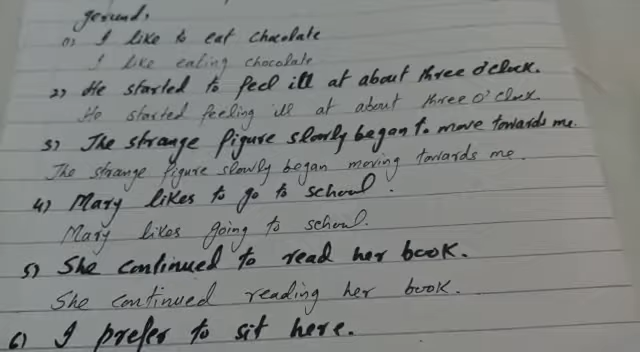 gerund,
1) I like to eat chocolate
I like eating chocolate
2) He started to feel ill at about three o'clock.
He started feeling ill at about three o'clock
3) The strange figure slowly began to move towards me.
The strange figure slowly began moving towards me.
4) Mary likes to go to school.
Mary likes going to school.
5) She continued to read her book.
She continued reading her book.
6) I prefer to sit here.